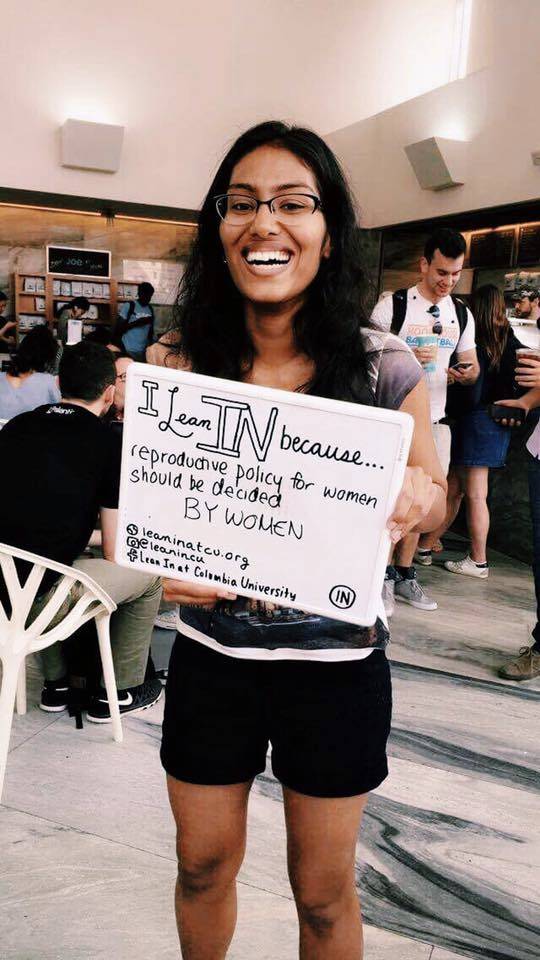 I Lean IN because...
reproductive policy for women
should be decided
BY WOMEN
leaninatcu.org
@leanincu
Lean In at Columbia University
IN
Joe